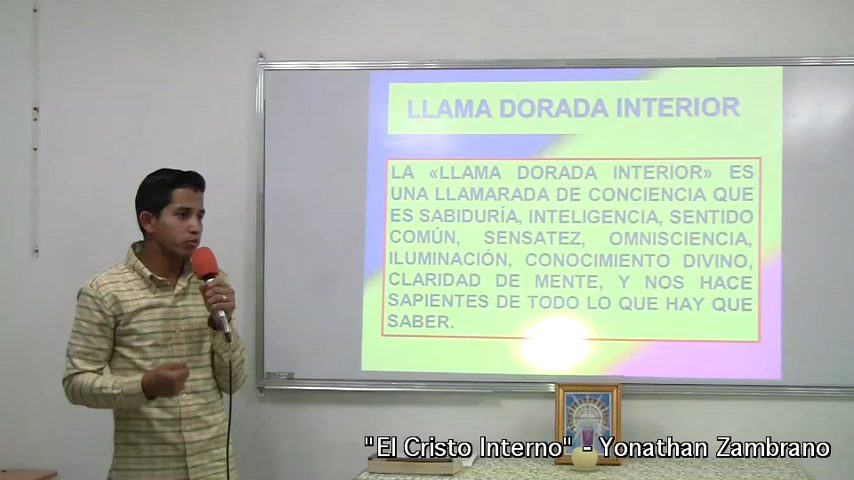 LLAMA DORADA INTERIOR
LA «LLAMA DORADA INTERIOR» ES
UNA LLAMARADA DE CONCIENCIA QUE
ES SABIDURÍA, INTELIGENCIA, SENTIDO
COMÚN, SENSATEZ, OMNISCIENCIA,
ILUMINACIÓN, CONOCIMIENTO DIVINO,
CLARIDAD DE MENTE, Y NOS HACE
SAPIENTES DE TODO LO QUE HAY QUE
SABER.
"El Cristo Interno" - Yonathan Zambrano